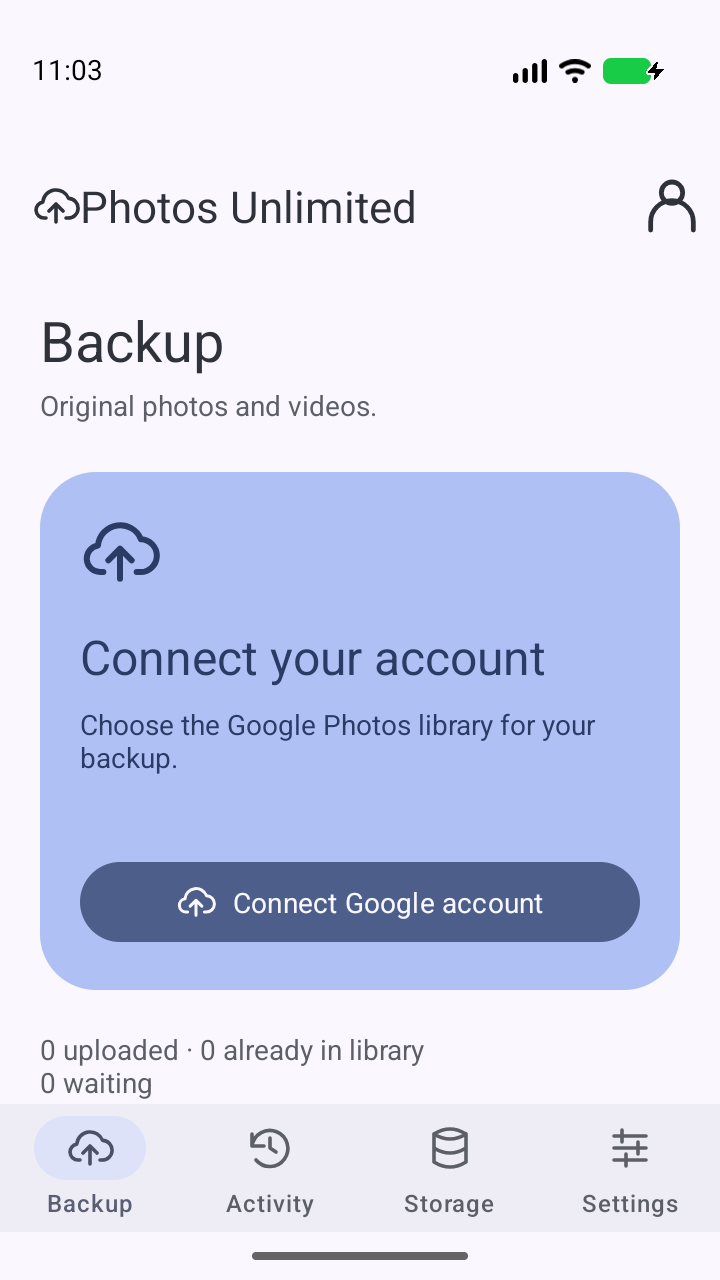 11:03
Photos Unlimited
Backup
Original photos and videos.
Connect your account
Choose the Google Photos library for your
backup.
Connect Google account
0 uploaded · 0 already in library
0 waiting
Backup
Activity
Storage
Settings